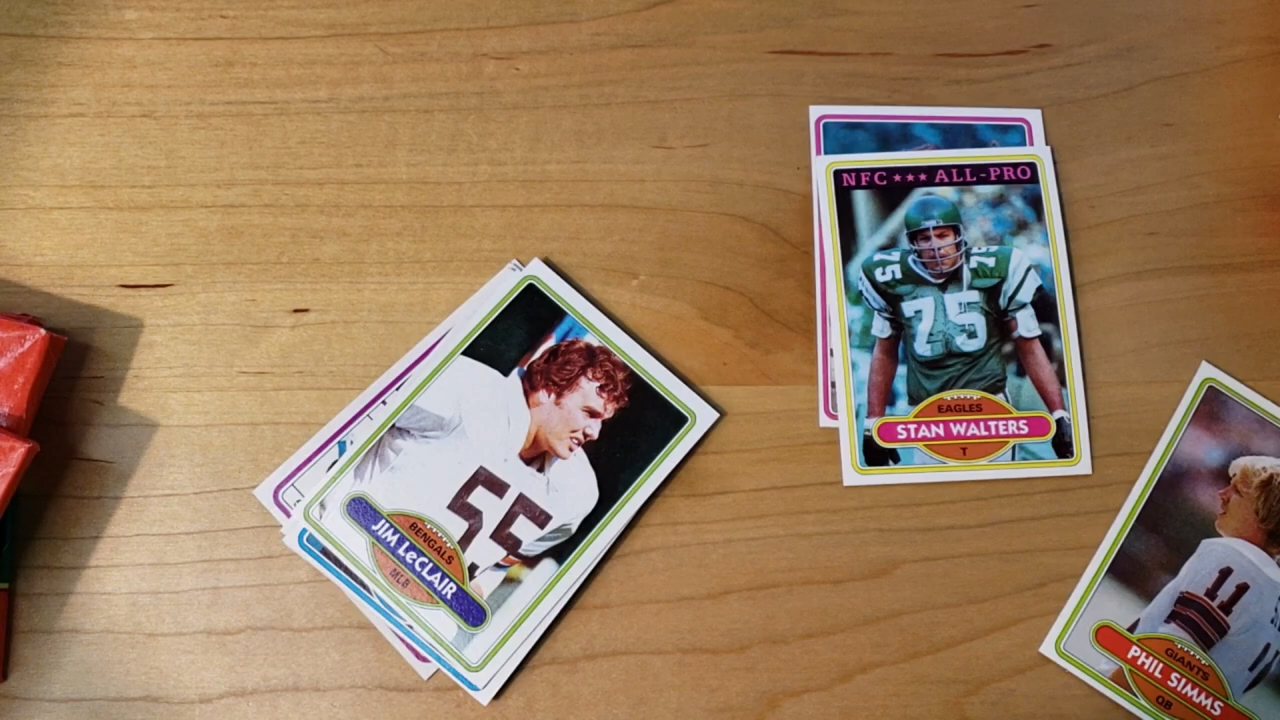 NFC ★★★ ALL-PRO
75
75
75
EAGLES
STAN WALTERS
T
55
BENGALS
JIM LeCLAIR
MLB
11
GIANTS
PHIL SIMMS
QB